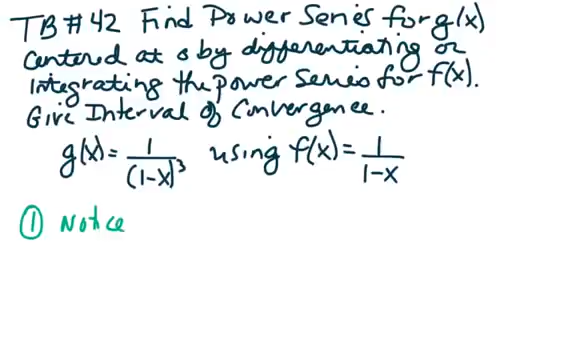 TB # 42 Find Power Series for g(x)
centered at 0 by differentiating or
integrating the power series for f(x).
Give Interval of Convergence.
g(x) = 1/(1-x)^3 using f(x) = 1/1-x
① Notice